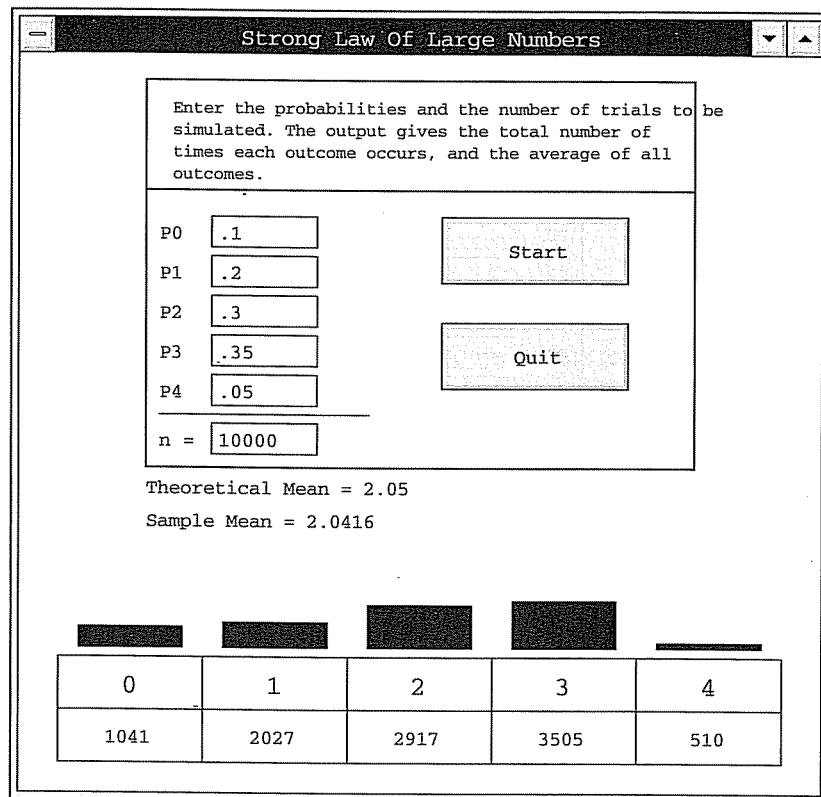 Strong Law Of Large Numbers
Enter the probabilities and the number of trials to be
simulated. The output gives the total number of
times each outcome occurs, and the average of all
outcomes.
P0 .1
Start
P1 .2
P2 .3
P3 .35
Quit
P4 .05
n = 10000
Theoretical Mean = 2.05
Sample Mean = 2.0416
0 1 2 3 4
1041 2027 2917 3505 510